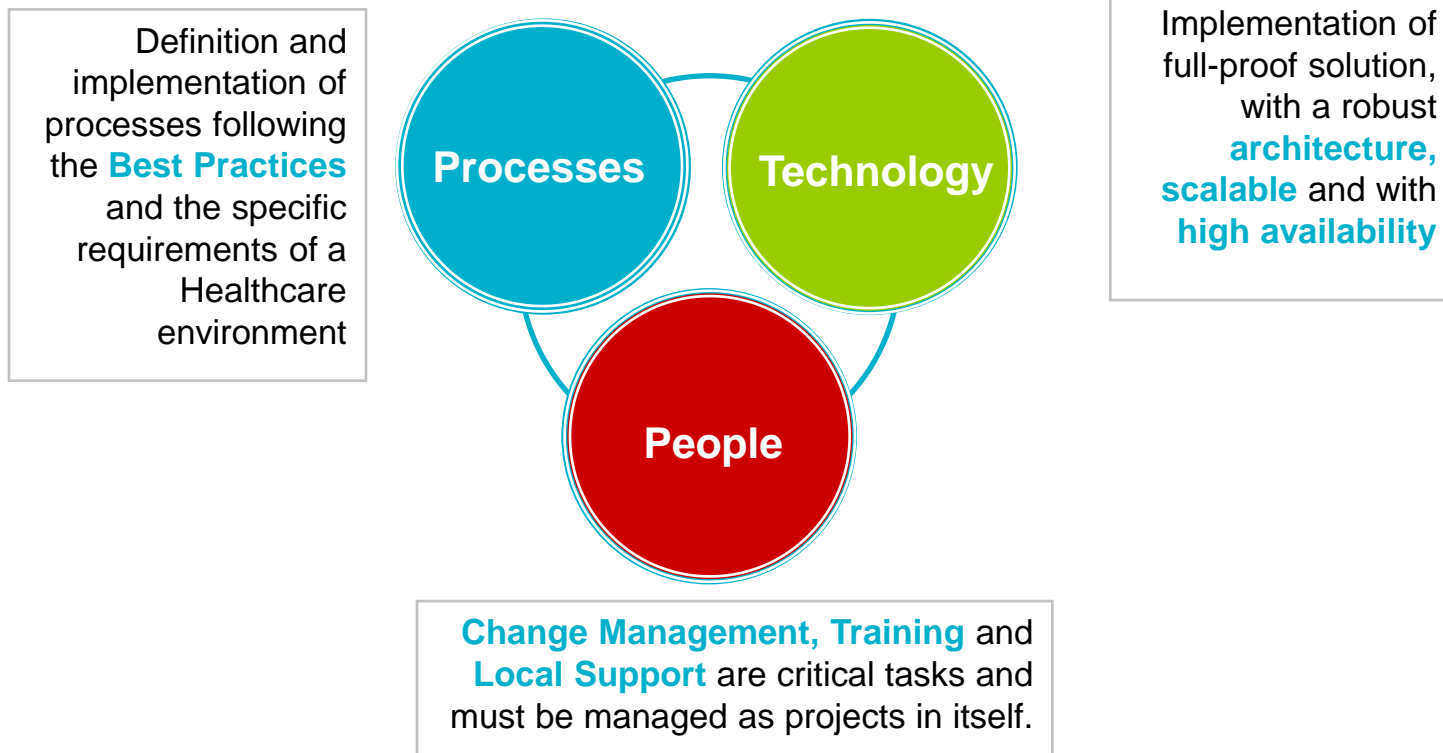 Definition and
implementation of
processes following
the Best Practices
and the specific
requirements of a
Healthcare
environment
Processes
Technology
People
Implementation of
full-proof solution,
with a robust
architecture,
scalable and with
high availability
Change Management, Training and
Local Support are critical tasks and
must be managed as projects in itself.